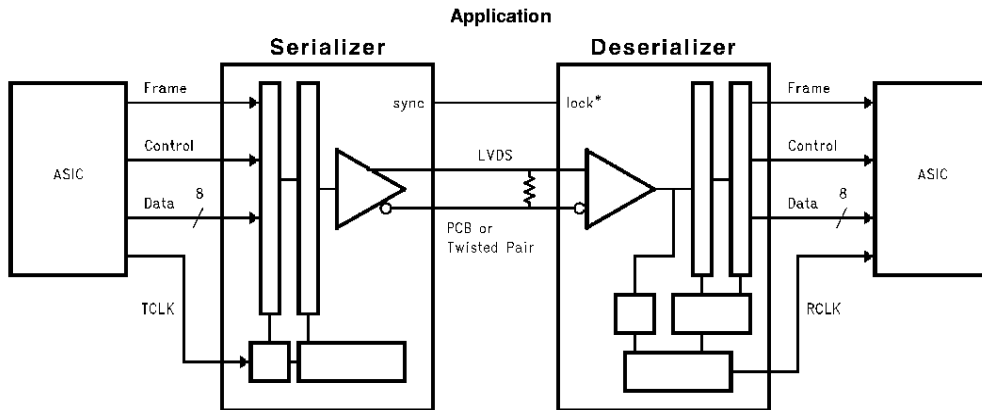 Application
Serializer
Deserializer
Frame
Control
Data
8
TCLK
ASIC
sync
lock*
LVDS
PCB or
Twisted Pair
Frame
Control
Data
8
RCLK
ASIC